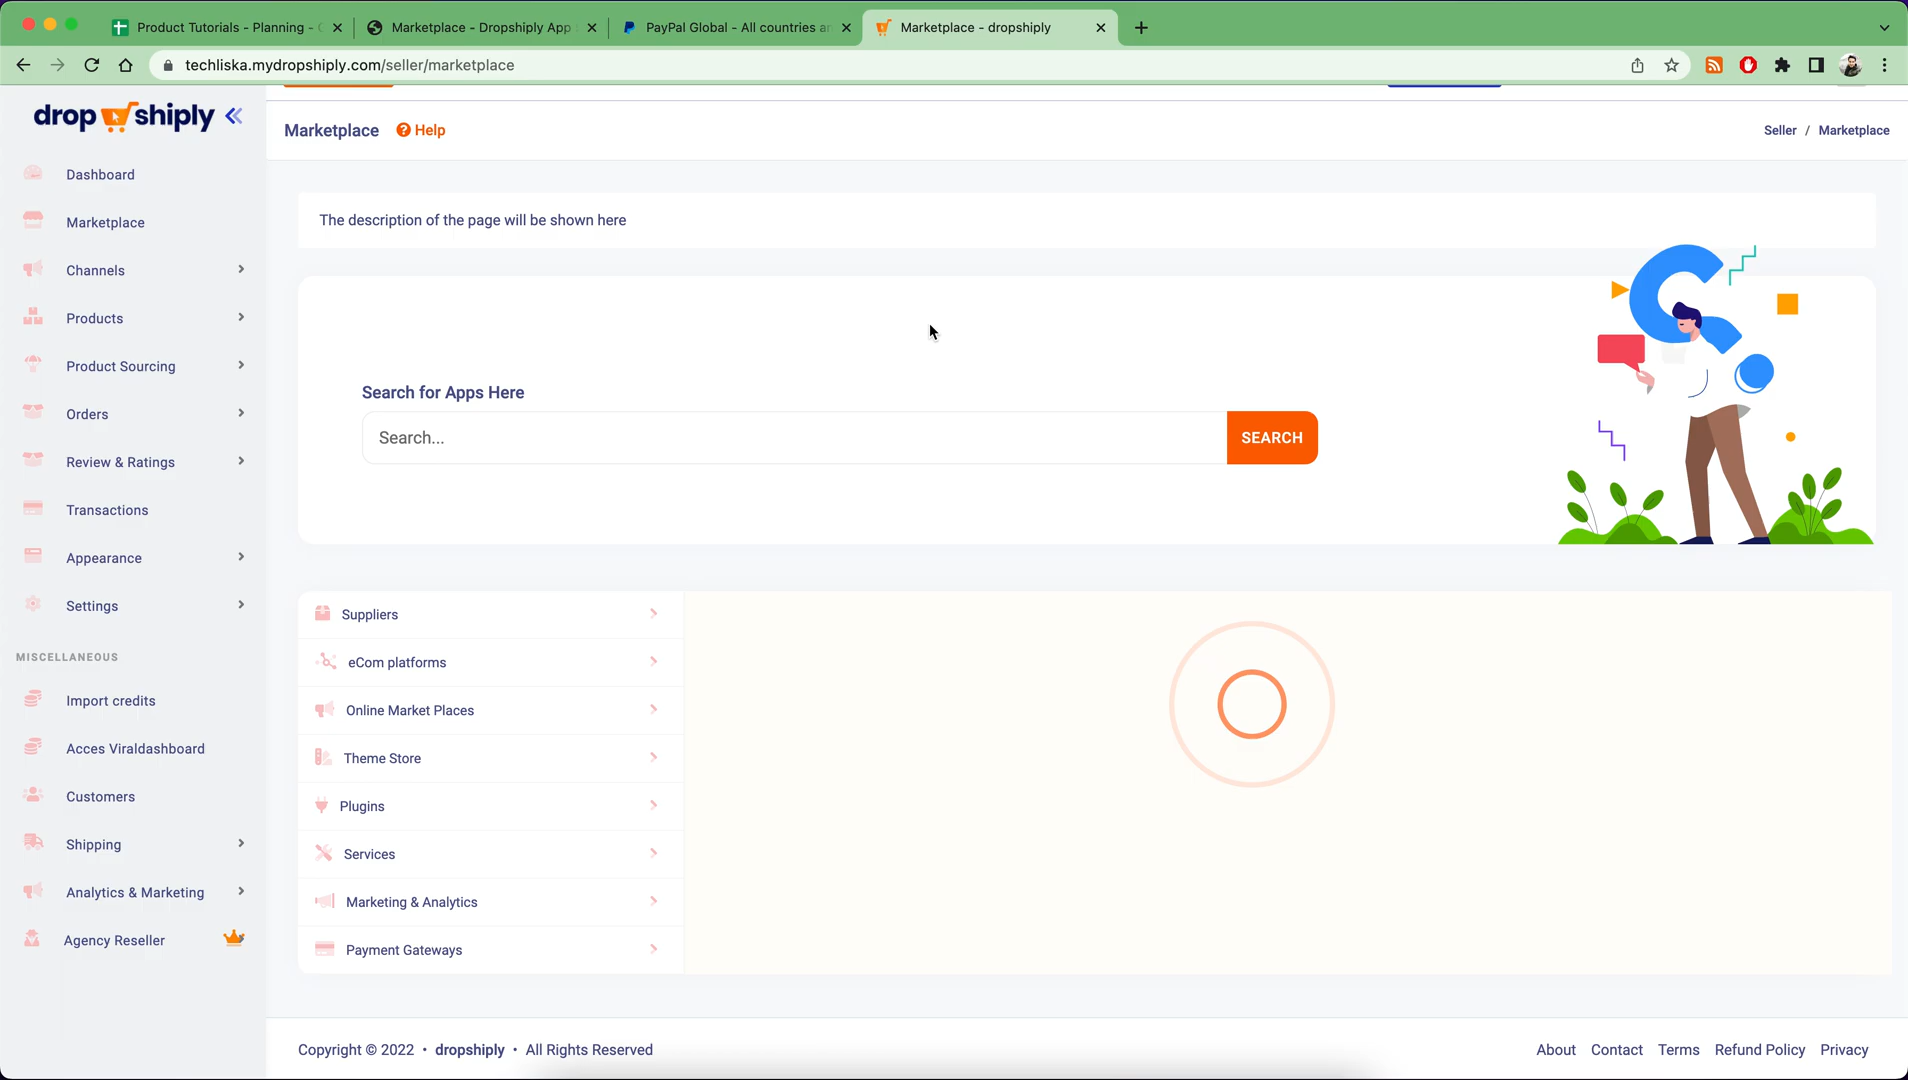 Product Tutorials - Planning -
Marketplace - Dropshiply App
PayPal Global - All countries
Marketplace - dropshiply
techliska.mydropshiply.com/seller/marketplace
dropshiply
Marketplace
Help
Seller / Marketplace
Dashboard
Marketplace
Channels
Products
Product Sourcing
Orders
Review & Ratings
Transactions
Appearance
Settings
MISCELLANEOUS
Import credits
Acces Viraldashboard
Customers
Shipping
Analytics & Marketing
Agency Reseller
The description of the page will be shown here
Search for Apps Here
Search...
SEARCH
Suppliers
eCom platforms
Online Market Places
Theme Store
Plugins
Services
Marketing & Analytics
Payment Gateways
Copyright © 2022 • dropshiply • All Rights Reserved
About Contact Terms Refund Policy Privacy